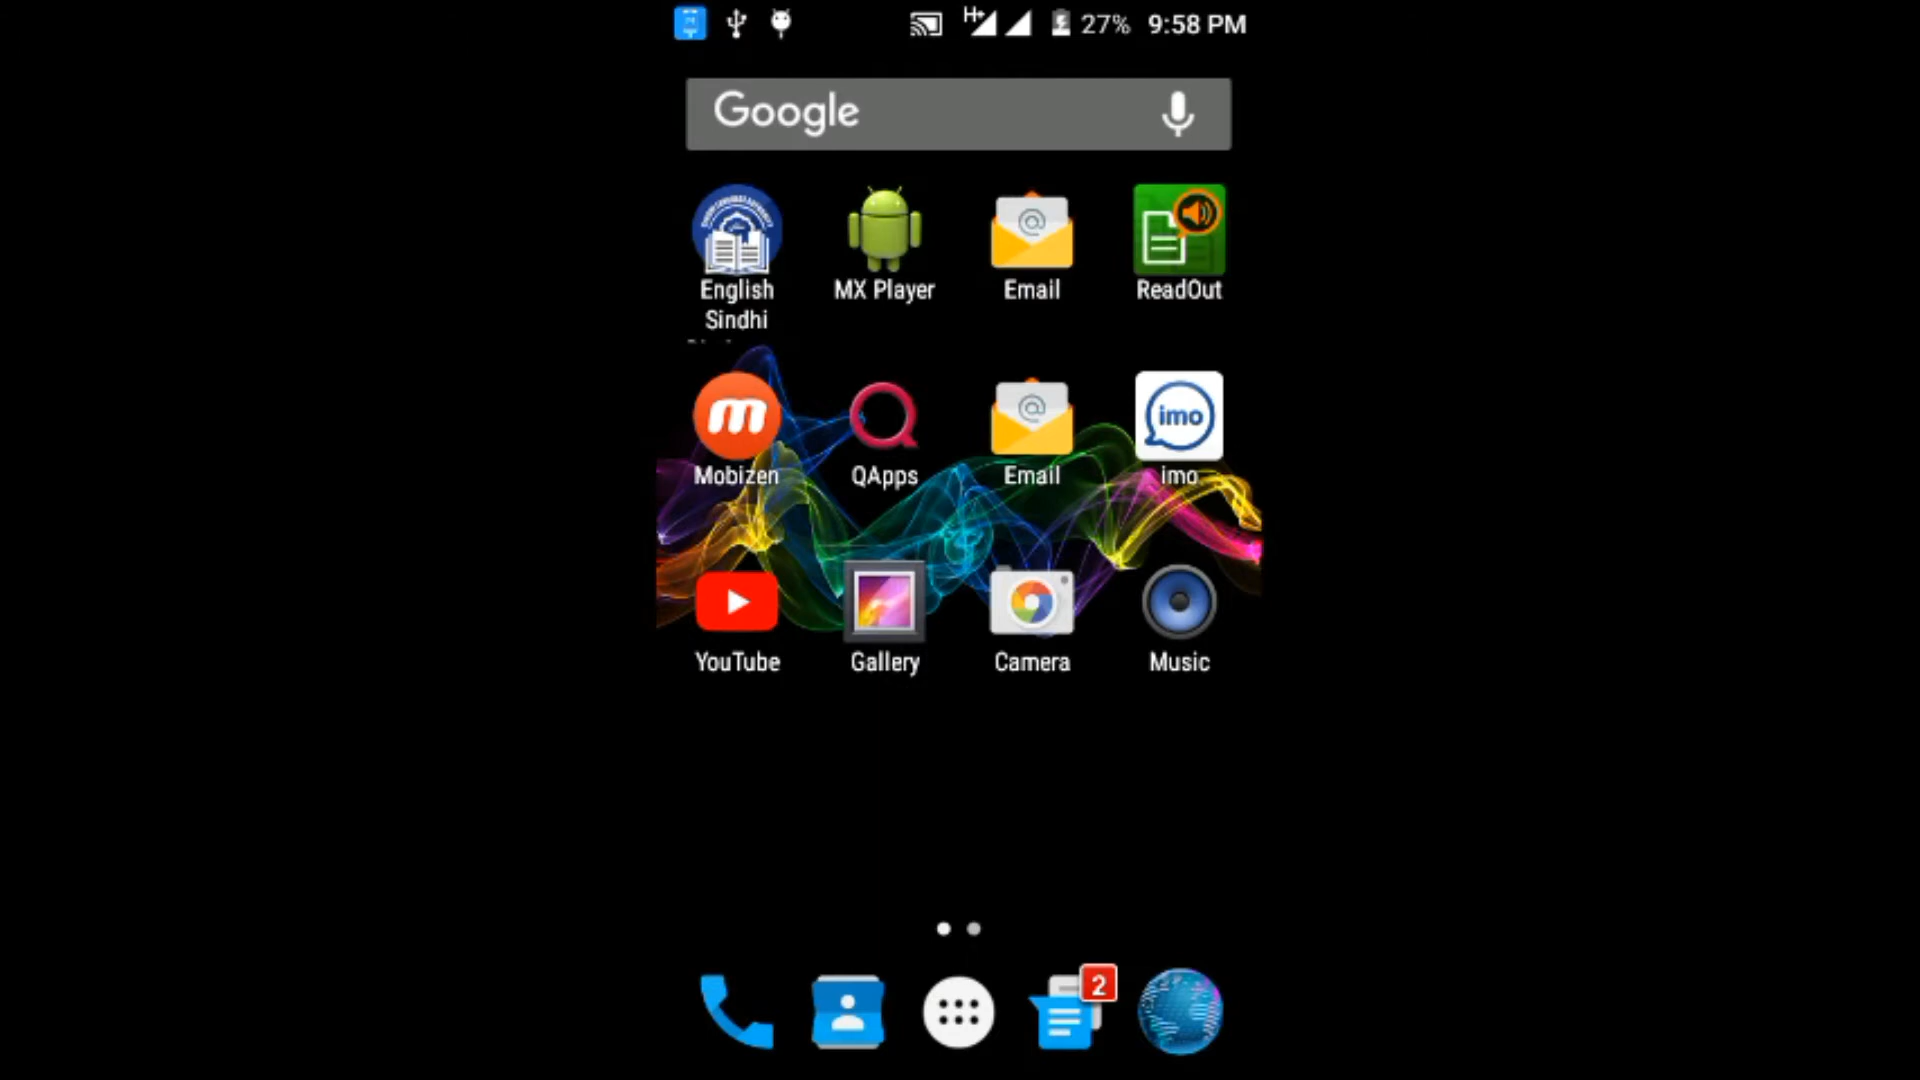 H+ 27% 9:58 PM
Google
English
Sindhi
MX Player
Email
ReadOut
Mobizen
QApps
Email
imo
imo
YouTube
Gallery
Camera
Music
2